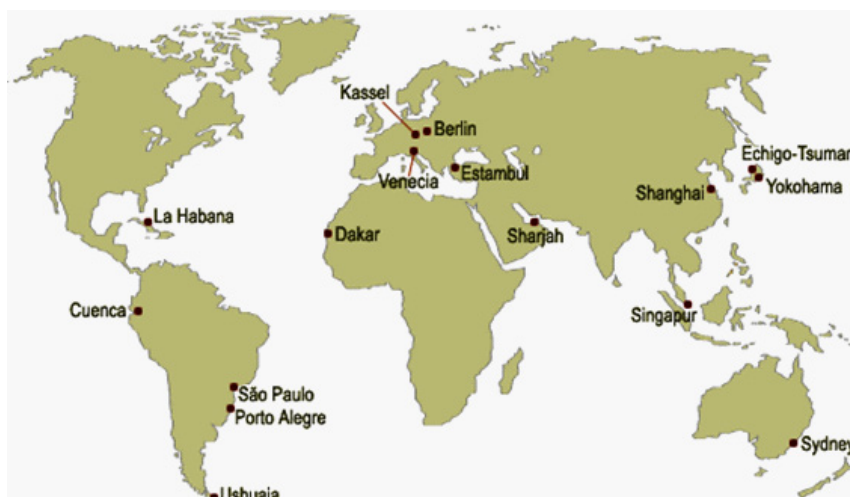 Kassel
Berlin
Echigo-Tsumar
Venecia
Estambul
Shanghai
Yokohama
La Habana
Dakar
Sharjah
Cuenca
Singapur
São Paulo
Porto Alegre
Sydney
Ushuaia